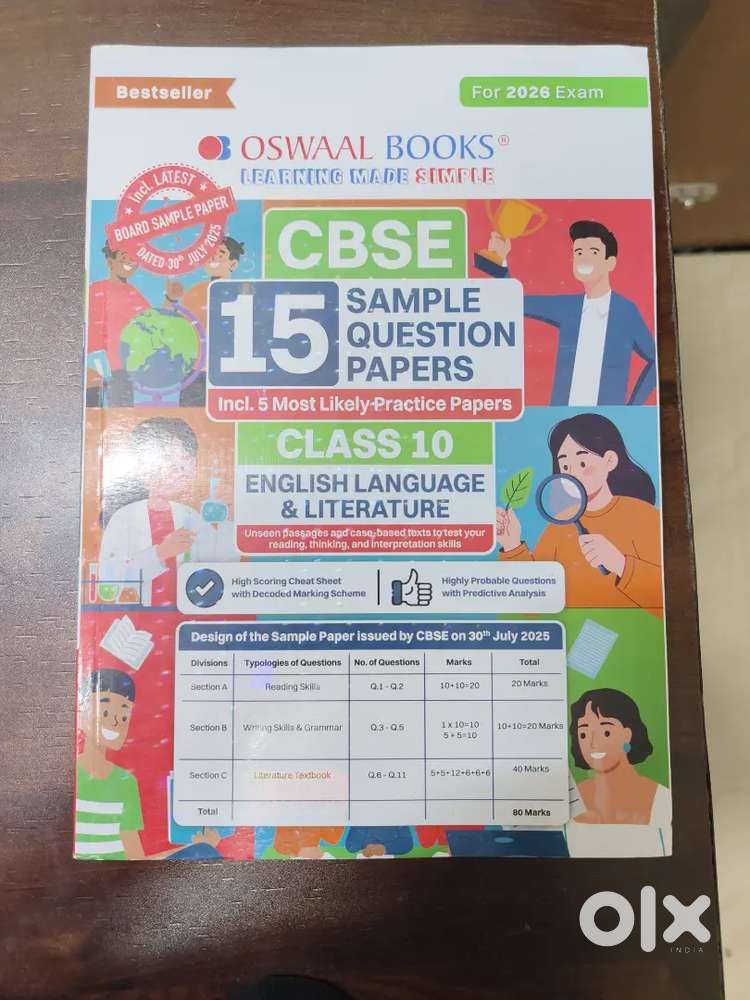 Bestseller
For 2026 Exam
OSWAAL BOOKS®
LEARNING MADE SIMPLE
Incl. LATEST
BOARD SAMPLE PAPER
DATED 30th JULY 2025
CBSE
15 SAMPLE
QUESTION
PAPERS
Incl. 5 Most Likely Practice Papers
CLASS 10
ENGLISH LANGUAGE
& LITERATURE
Unseen passages and case-based texts to test your
reading, thinking, and interpretation skills
High Scoring Cheat Sheet
with Decoded Marking Scheme
Highly Probable Questions
with Predictive Analysis
Design of the Sample Paper issued by CBSE on 30th July 2025
Divisions Typologies of Questions No. of Questions Marks Total
Section A Reading Skills Q.1 - Q.2 10+10=20 20 Marks
Section B Writing Skills & Grammar Q.3 - Q.5 1 x 10=10 10+10=20 Marks
5 + 5=10
Section C Literature Textbook Q.6 - Q.11 5+5+12+6+6+6 40 Marks
Total 80 Marks
olx
INDIA